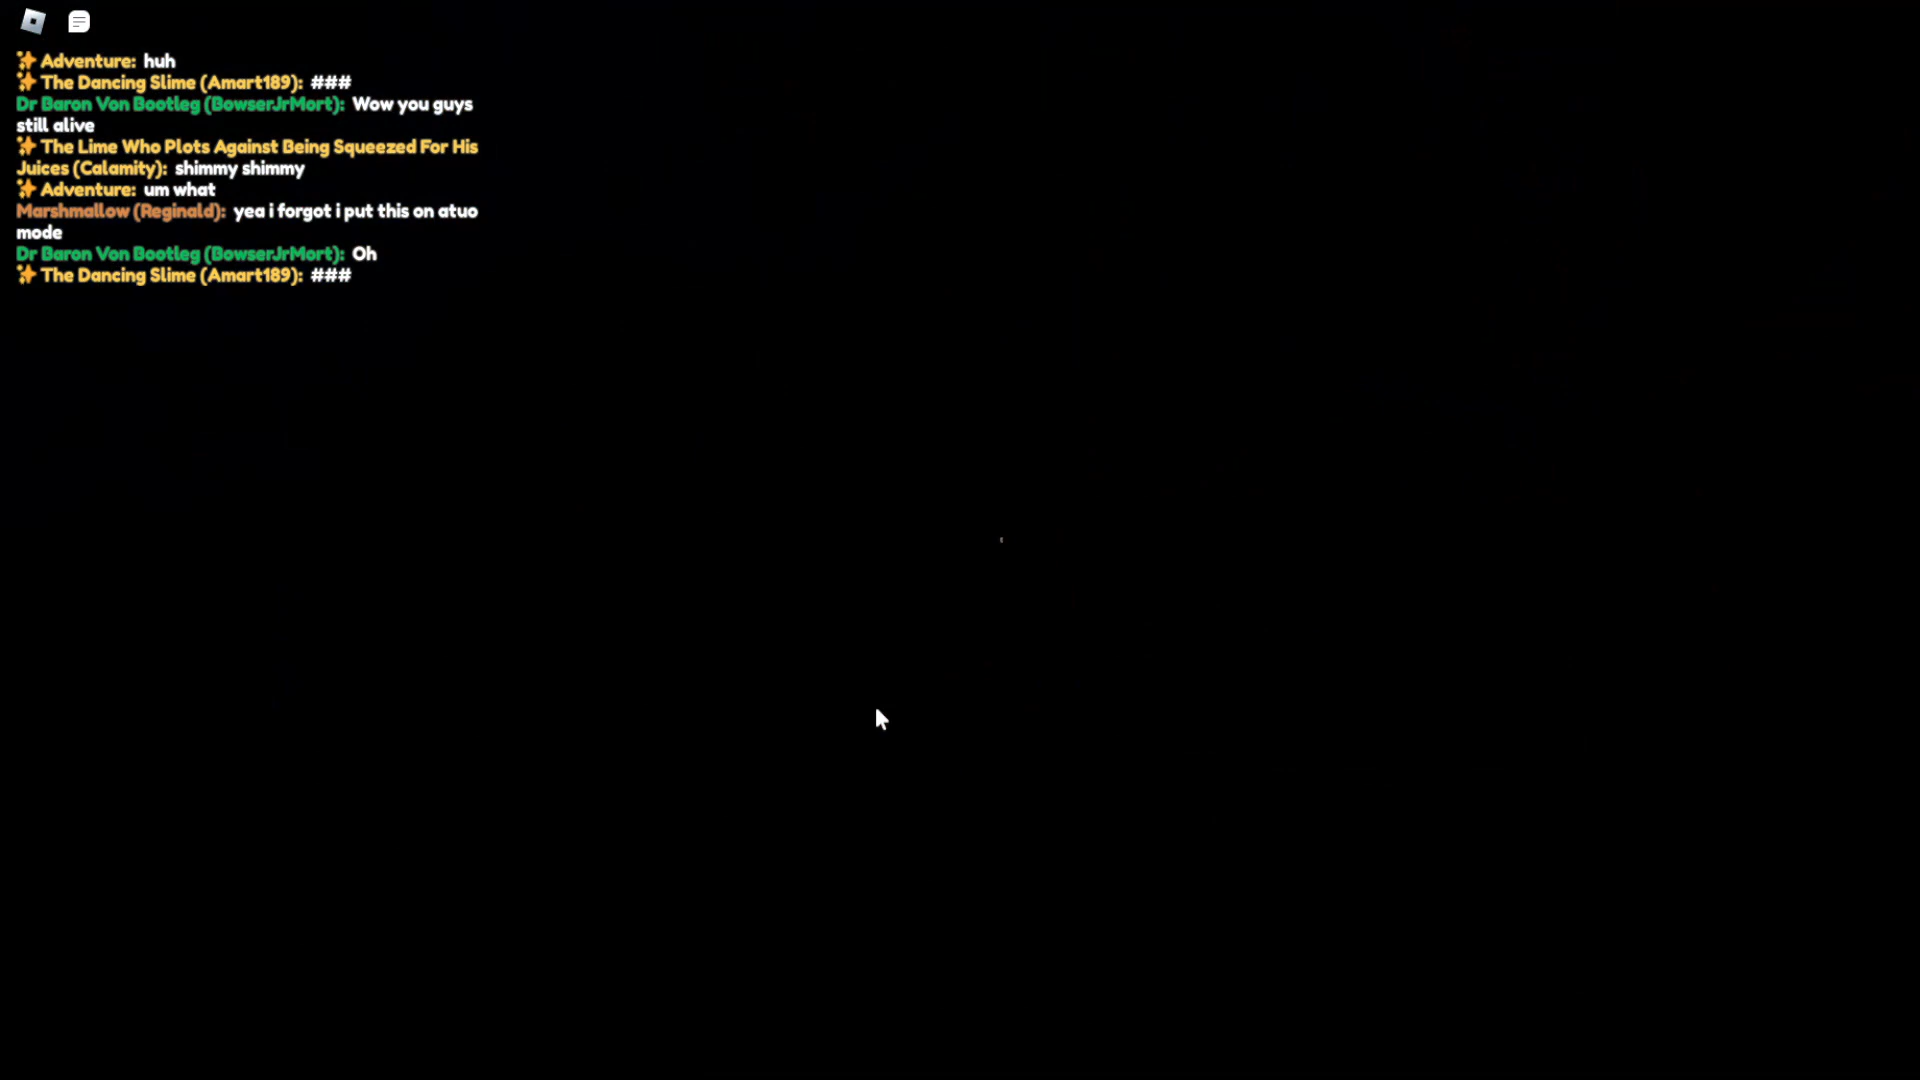 ✨ Adventure: huh
✨ The Dancing Slime (Amart189): ###
Dr Baron Von Bootleg (BowserJrMort): Wow you guys
still alive
✨ The Lime Who Plots Against Being Squeezed For His
Juices (Calamity): shimmy shimmy
✨ Adventure: um what
Marshmallow (Reginald): yea i forgot i put this on atuo
mode
Dr Baron Von Bootleg (BowserJrMort): Oh
✨ The Dancing Slime (Amart189): ###